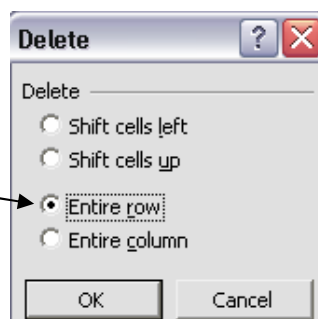 Delete
Delete
Shift cells left
Shift cells up
Entire row
Entire column
OK Cancel